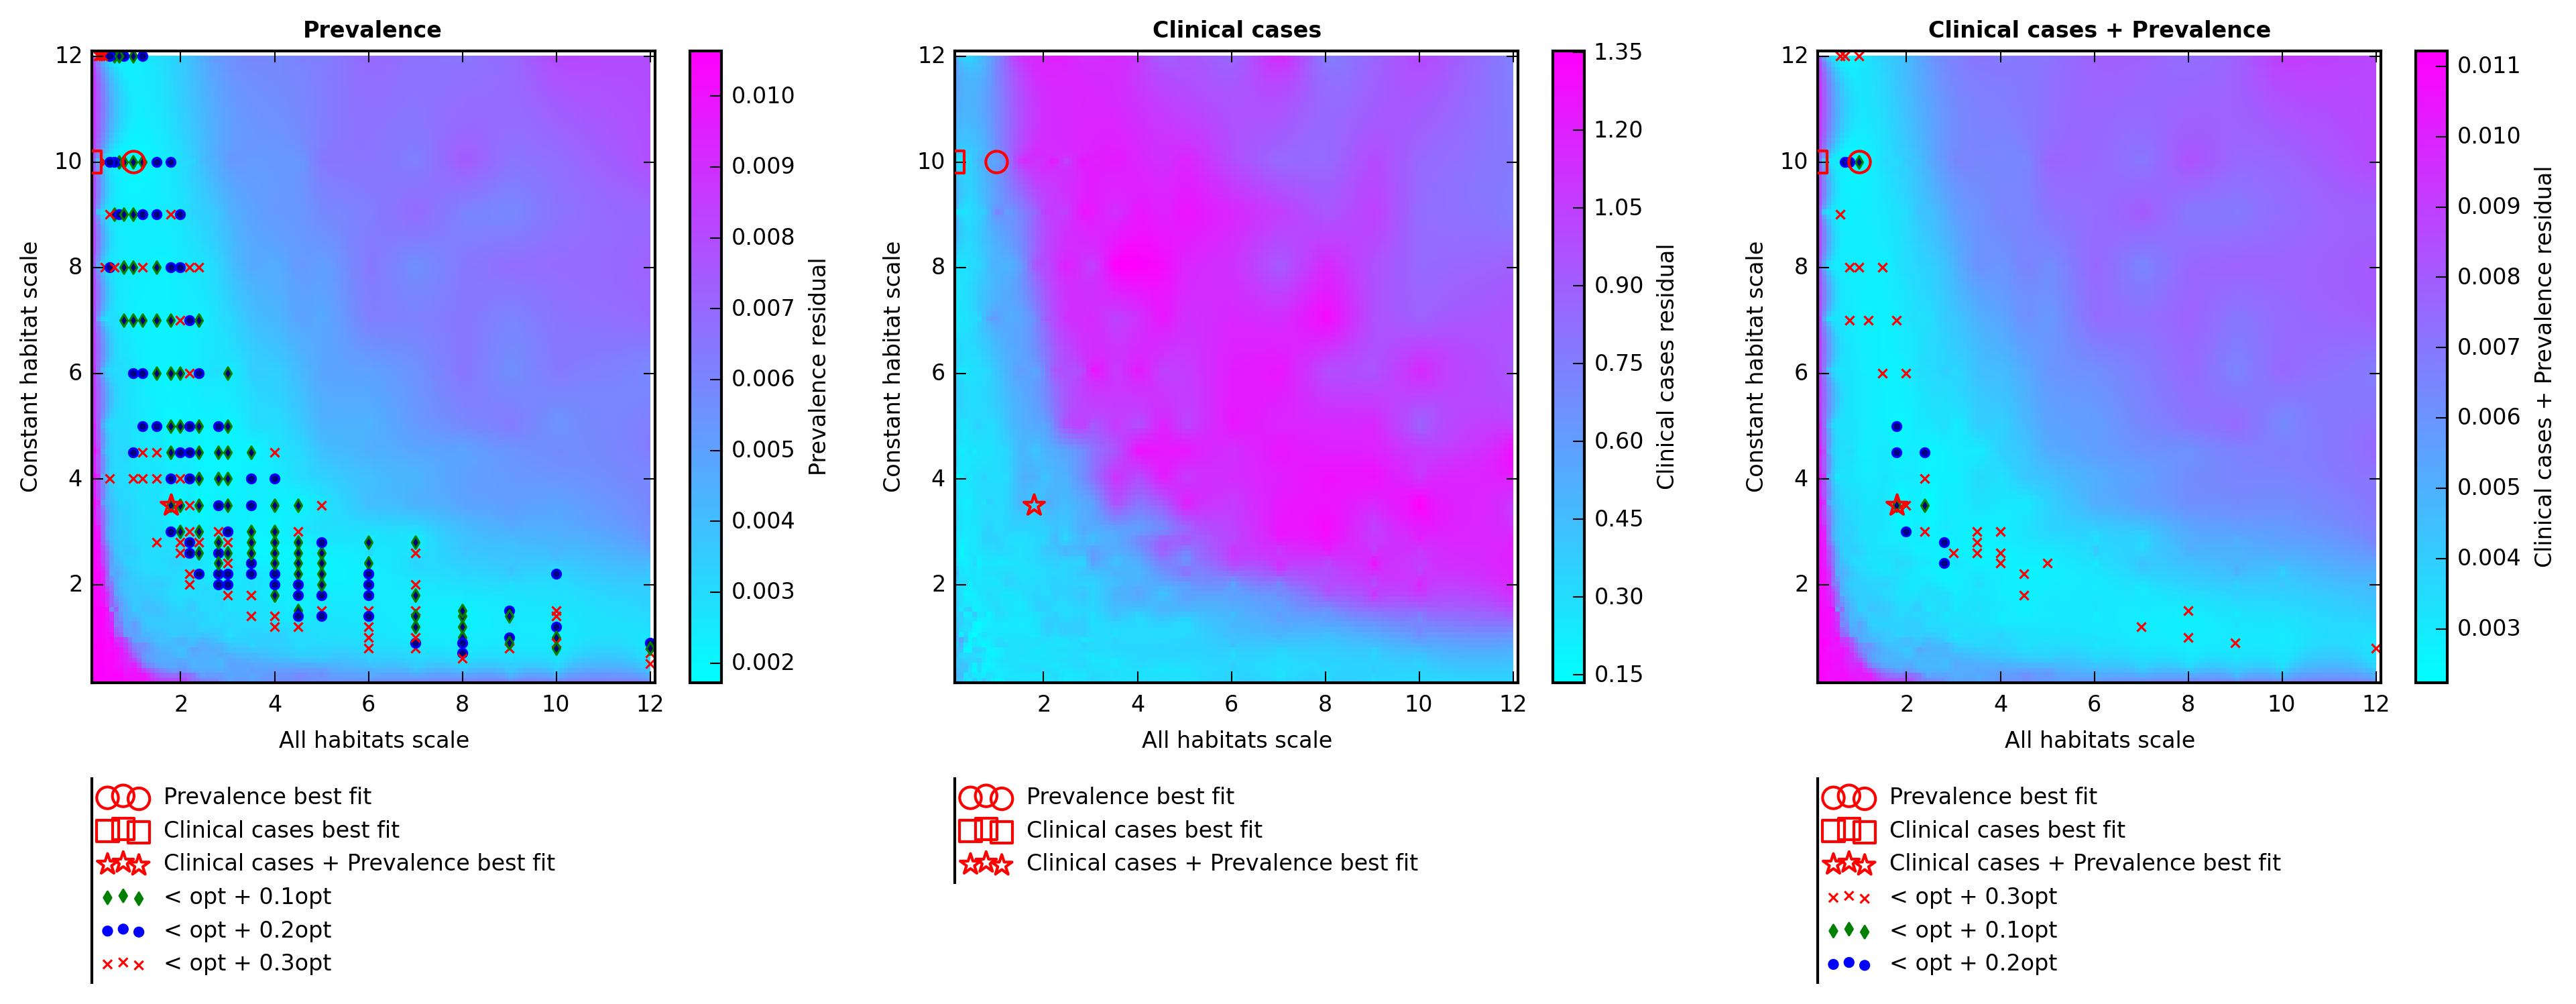 Prevalence
12
10
8
6
4
2
2
4
6
8
10
12
Constant habitat scale
All habitats scale
0.010
0.009
0.008
0.007
0.006
0.005
0.004
0.003
0.002
Prevalence residual
Prevalence best fit
Clinical cases best fit
Clinical cases + Prevalence best fit
< opt + 0.1opt
< opt + 0.2opt
< opt + 0.3opt
Clinical cases
12
10
8
6
4
2
2
4
6
8
10
12
Constant habitat scale
All habitats scale
1.35
1.20
1.05
0.90
0.75
0.60
0.45
0.30
0.15
Clinical cases residual
Prevalence best fit
Clinical cases best fit
Clinical cases + Prevalence best fit
Clinical cases + Prevalence
12
10
8
6
4
2
2
4
6
8
10
12
Constant habitat scale
All habitats scale
0.011
0.010
0.009
0.008
0.007
0.006
0.005
0.004
0.003
Clinical cases + Prevalence residual
Prevalence best fit
Clinical cases best fit
Clinical cases + Prevalence best fit
< opt + 0.3opt
< opt + 0.1opt
< opt + 0.2opt